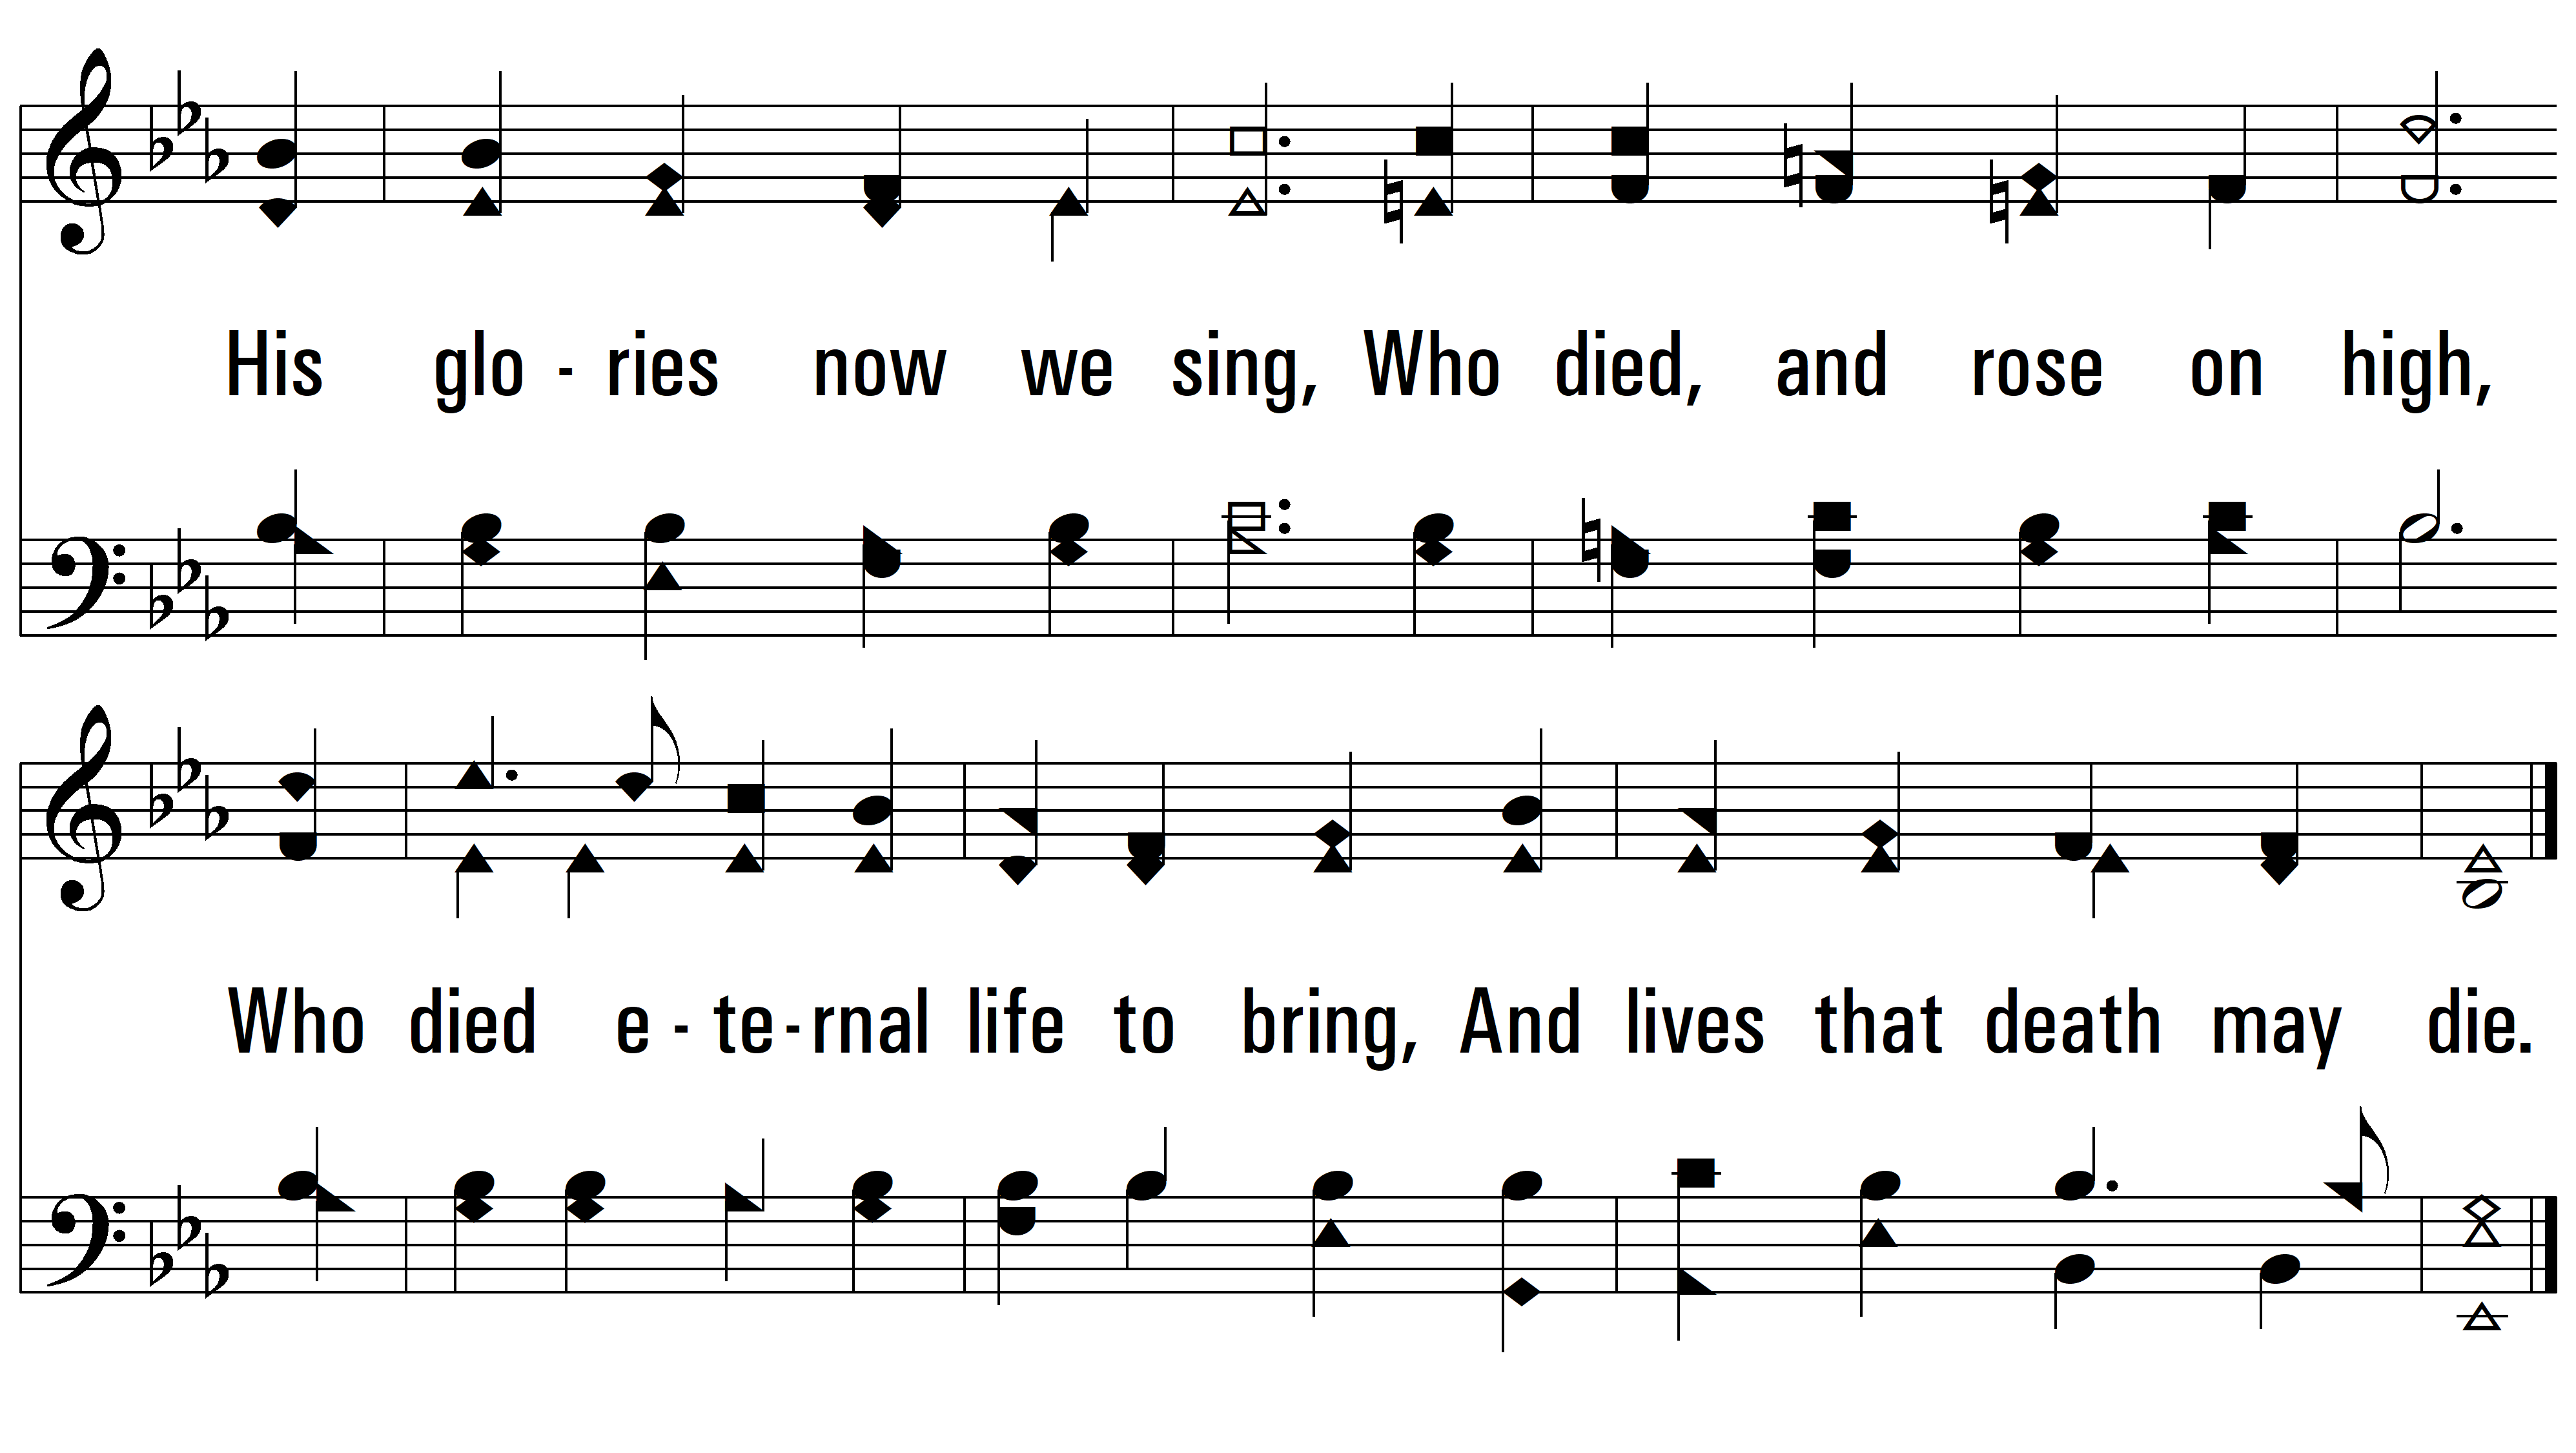 His glo - ries now we sing, Who died, and rose on high,
Who died e - te - rnal life to bring, And lives that death may die.